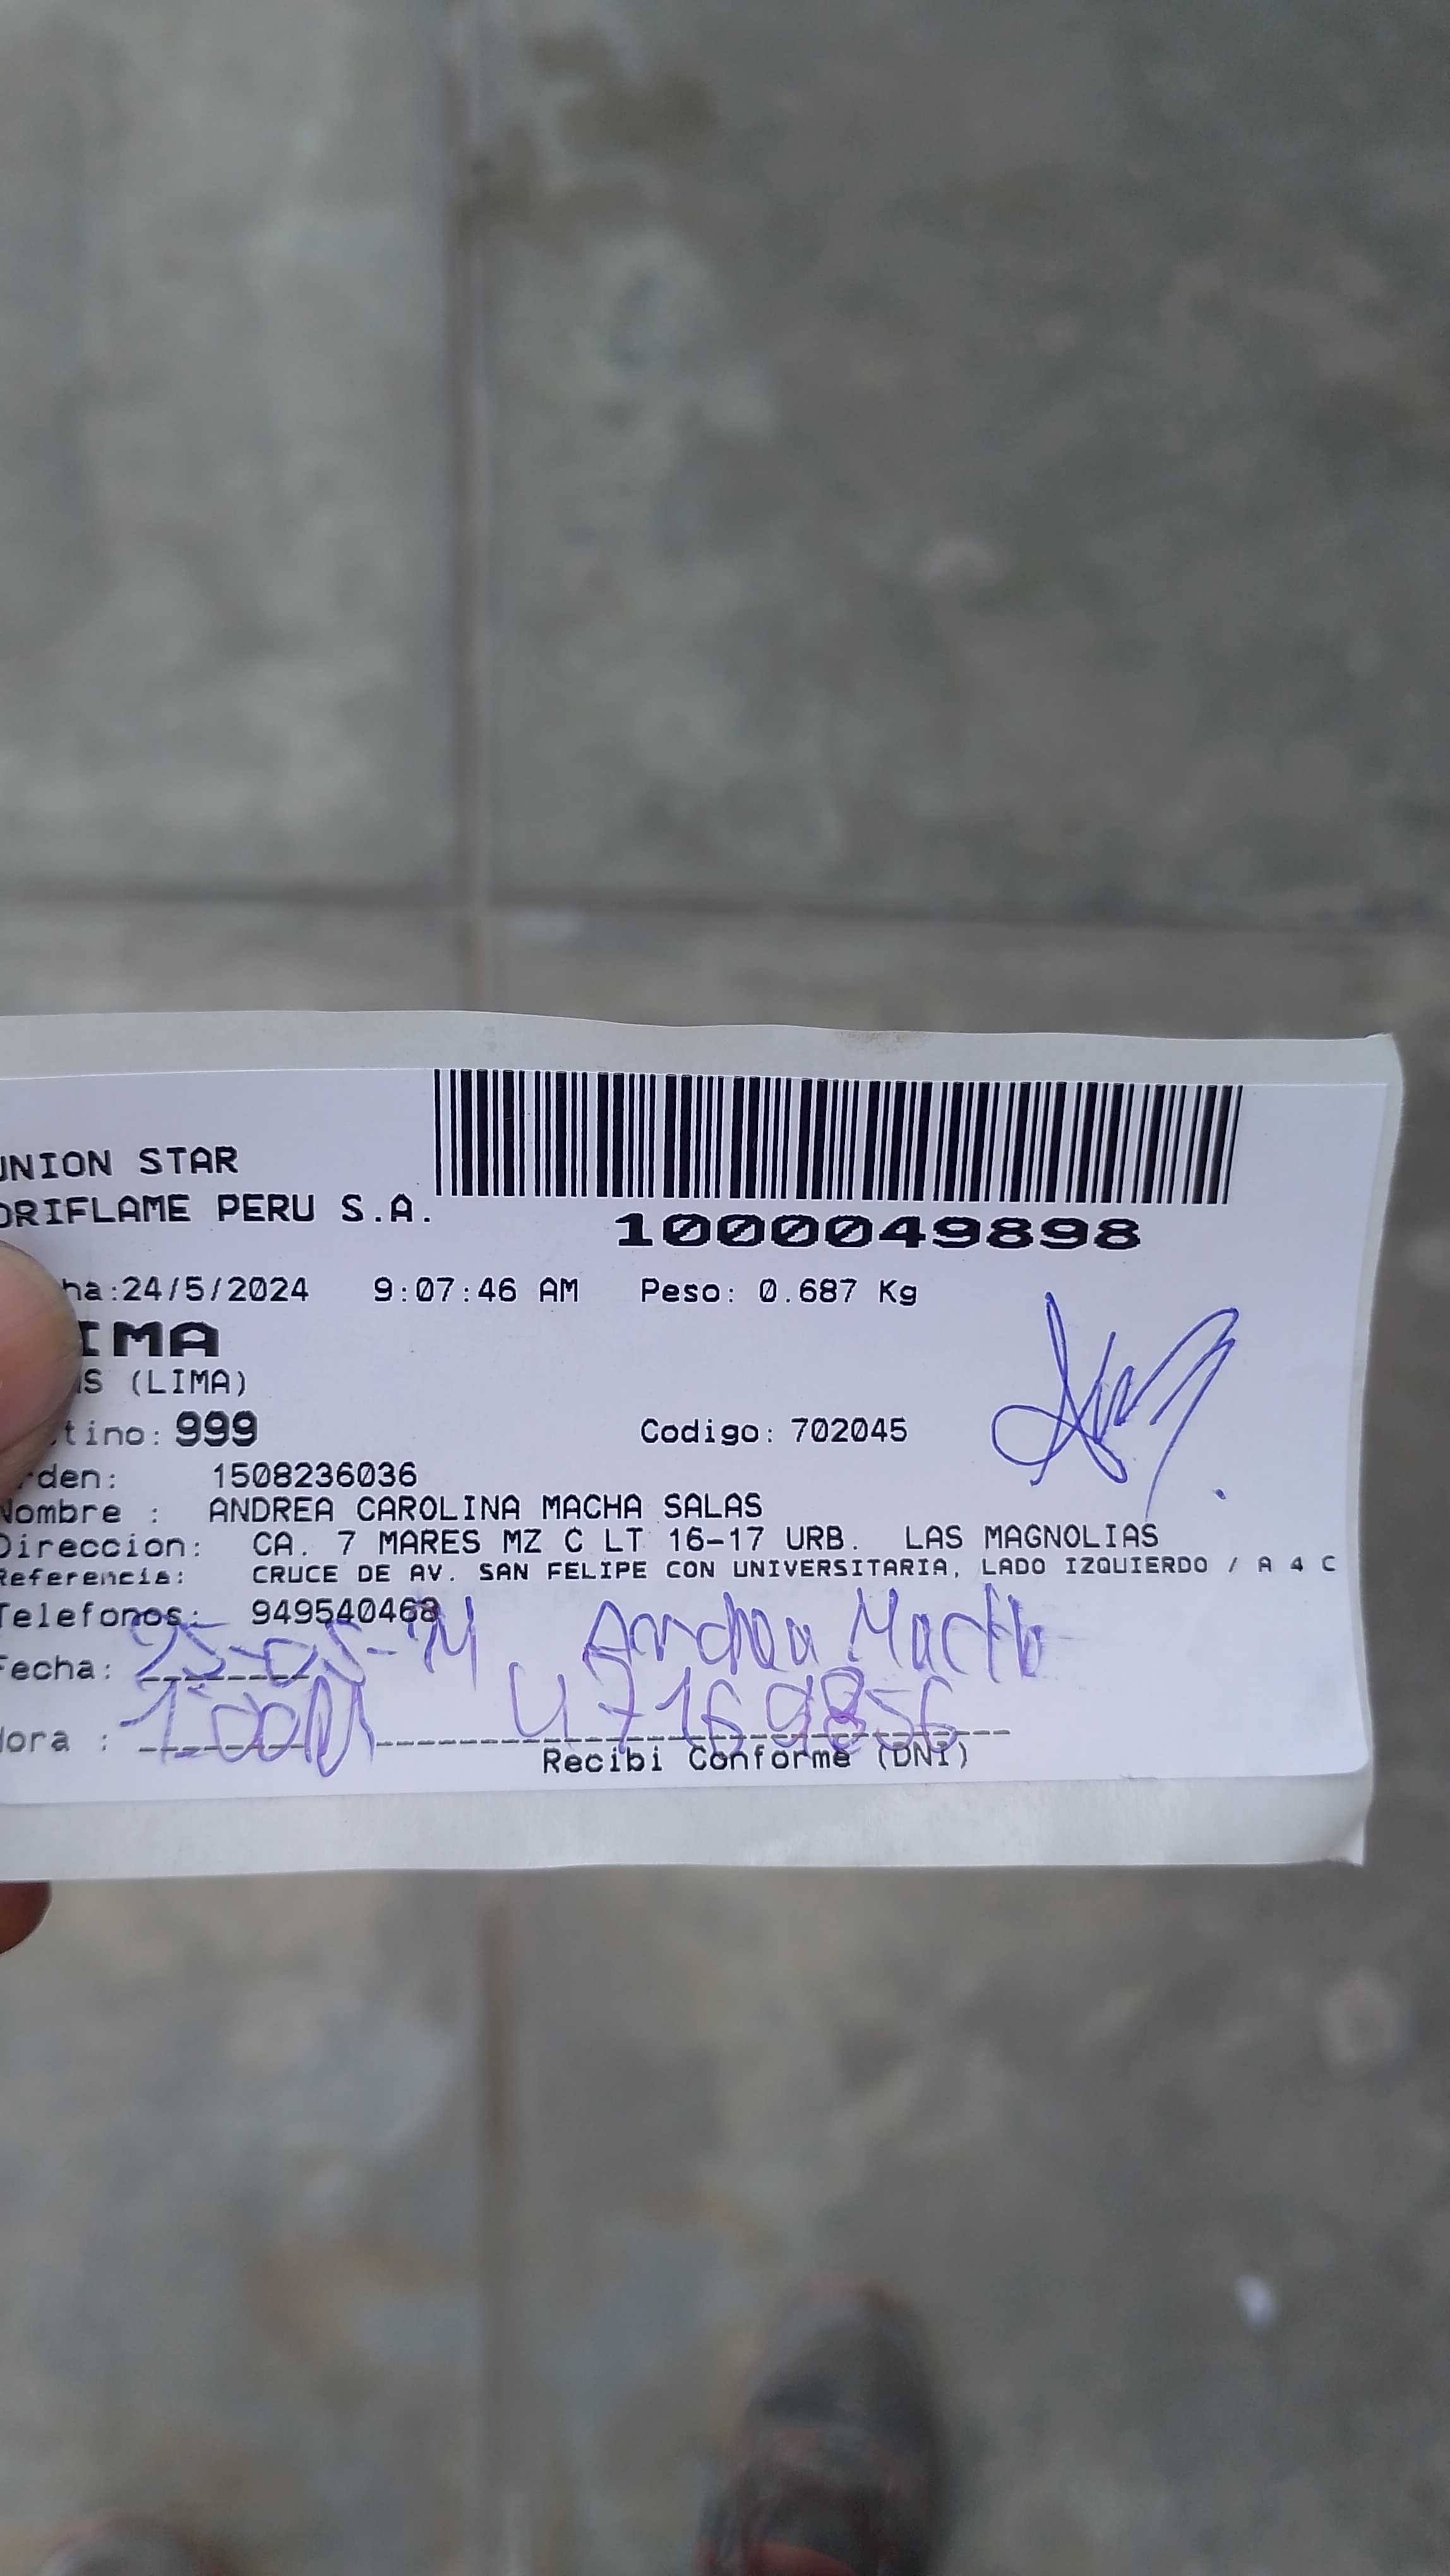 UNION STAR
ORIFLAME PERU S.A.
1000049898
ha:24/5/2024 9:07:46 AM Peso: 0.687 Kg
IMA
AS (LIMA)
tino: 999 Codigo: 702045
rden: 1508236036
Nombre : ANDREA CAROLINA MACHA SALAS
Direccion: CA. 7 MARES MZ C LT 16-17 URB. LAS MAGNOLIAS
Referencia: CRUCE DE AV. SAN FELIPE CON UNIVERSITARIA, LADO IZQUIERDO / A 4 C
Telefonos: 949540468
Fecha: 25-05- Andrea Macha
Hora : 47169856
Recibi Conforme (DNI)